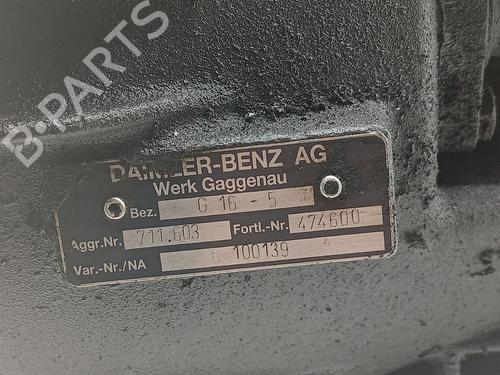 B-PARTS
DAIMLER-BENZ AG
Werk Gaggenau
Bez. G 16 - 5
Aggr.Nr. 711.603 Fortl.-Nr. 474600
Var.-Nr./NA 100139